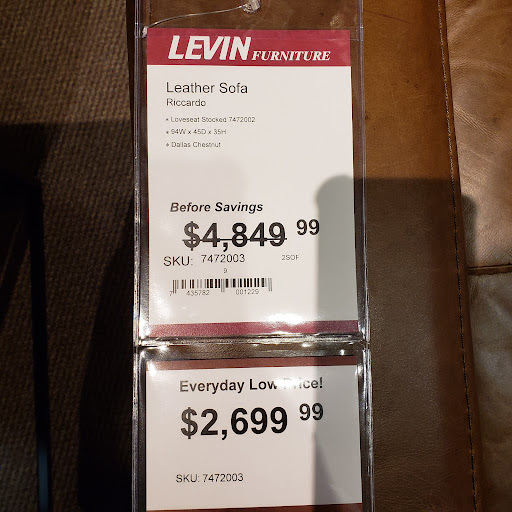 LEVIN FURNITURE
Leather Sofa
Riccardo
• Loveseat Stocked 7472002
• 94W x 45D x 35H
• Dallas Chestnut
Before Savings
$4,849 99
SKU: 7472003 2SOF
9
7 435782 001229
Everyday Low Price!
$2,699 99
SKU: 7472003